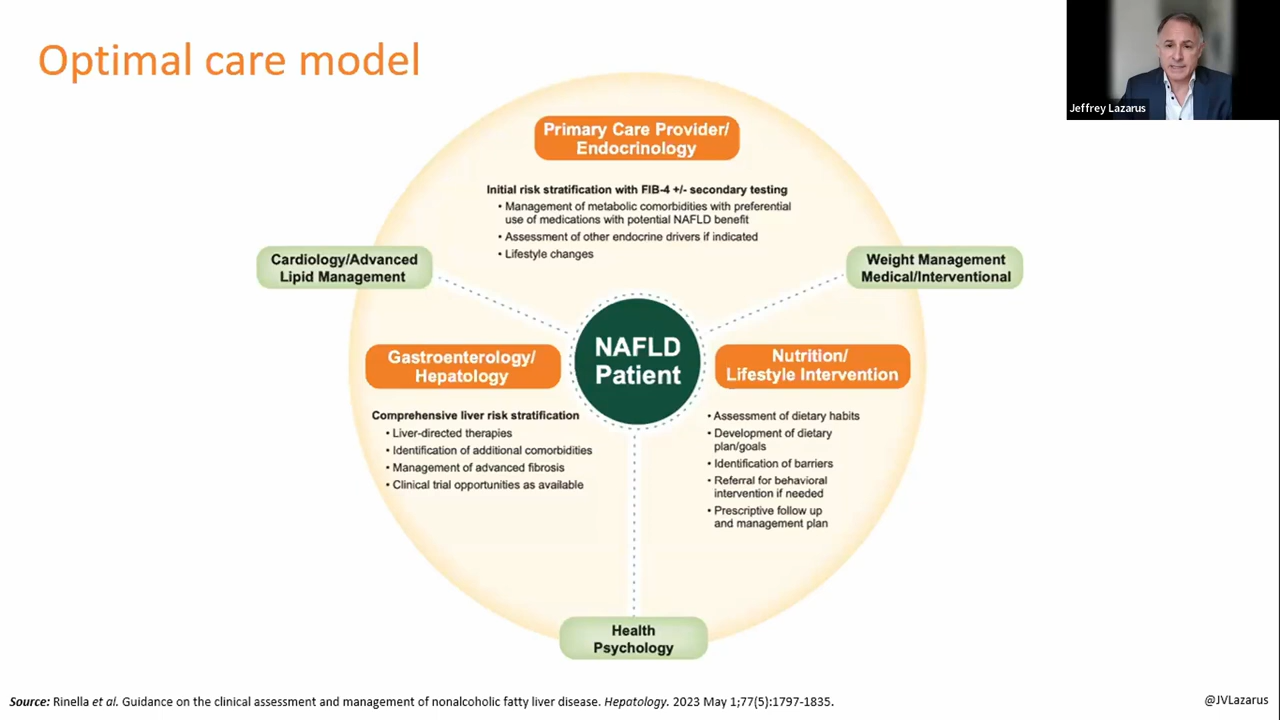 Optimal care model
Jeffrey Lazarus
Primary Care Provider/
Endocrinology
Initial risk stratification with FIB-4 +/- secondary testing
• Management of metabolic comorbidities with preferential
use of medications with potential NAFLD benefit
• Assessment of other endocrine drivers if indicated
• Lifestyle changes
Cardiology/Advanced
Lipid Management
Weight Management
Medical/Interventional
NAFLD
Patient
Gastroenterology/
Hepatology
Comprehensive liver risk stratification
• Liver-directed therapies
• Identification of additional comorbidities
• Management of advanced fibrosis
• Clinical trial opportunities as available
Nutrition/
Lifestyle Intervention
• Assessment of dietary habits
• Development of dietary
plan/goals
• Identification of barriers
• Referral for behavioral
intervention if needed
• Prescriptive follow up
and management plan
Health
Psychology
Source: Rinella et al. Guidance on the clinical assessment and management of nonalcoholic fatty liver disease. Hepatology. 2023 May 1;77(5):1797-1835.
@JVLazarus